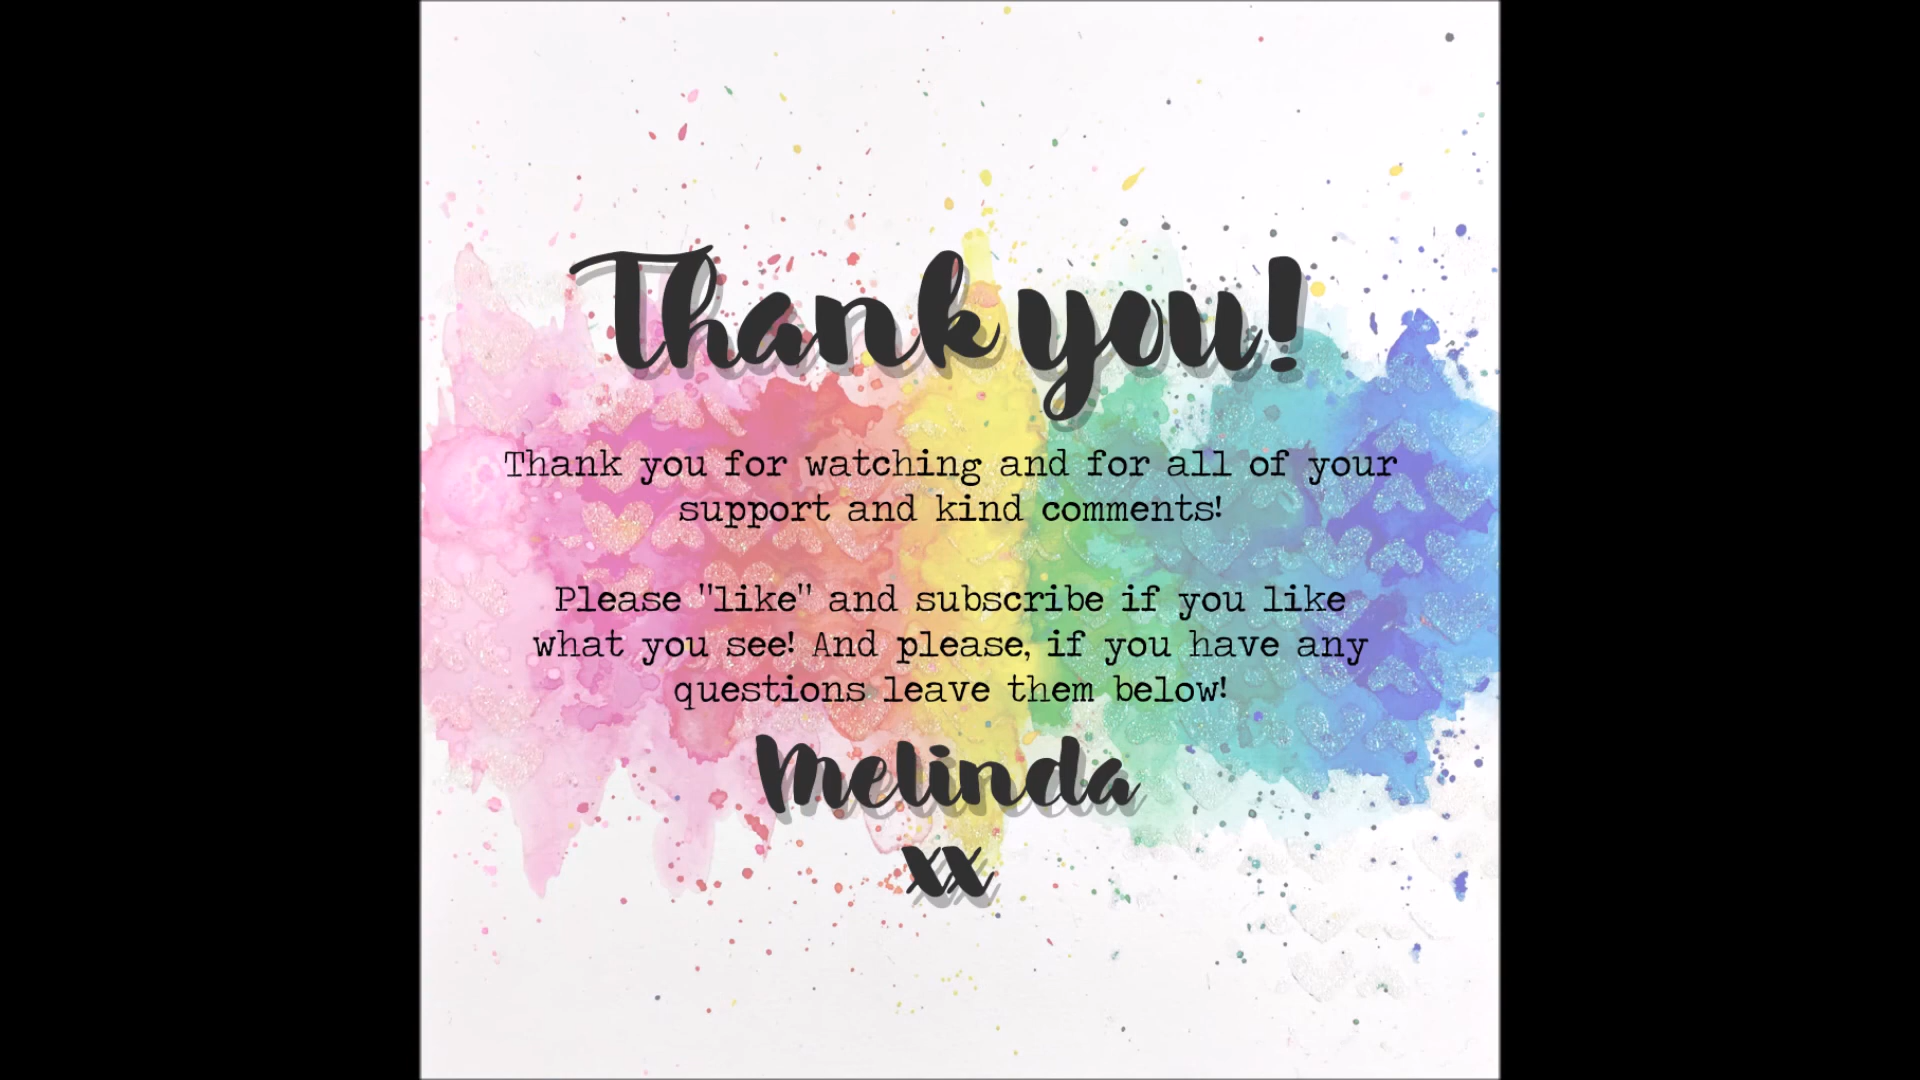 Thank you!
Thank you for watching and for all of your
support and kind comments!
Please "like" and subscribe if you like
what you see! And please, if you have any
questions leave them below!
Melinda
xx